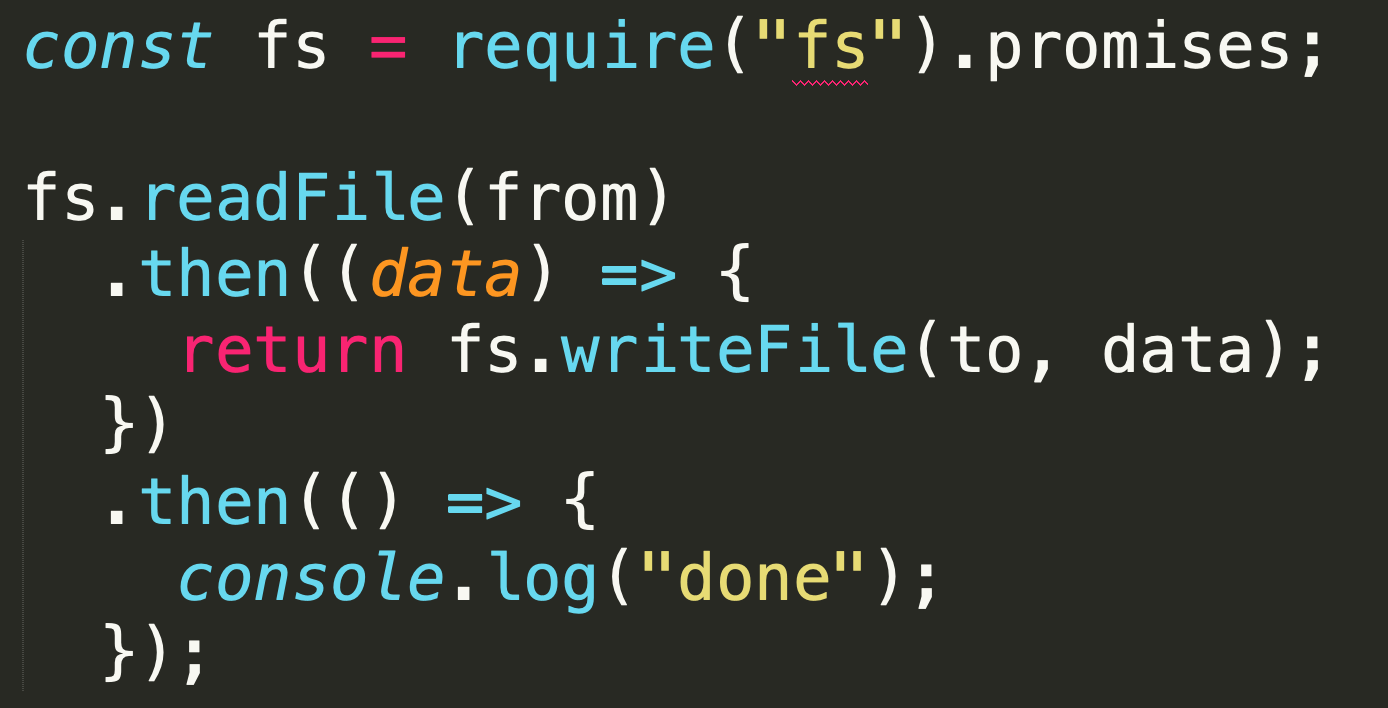 const fs = require("fs").promises;
fs.readFile(from)
.then((data) => {
return fs.writeFile(to, data);
})
.then(() => {
console.log("done");
});